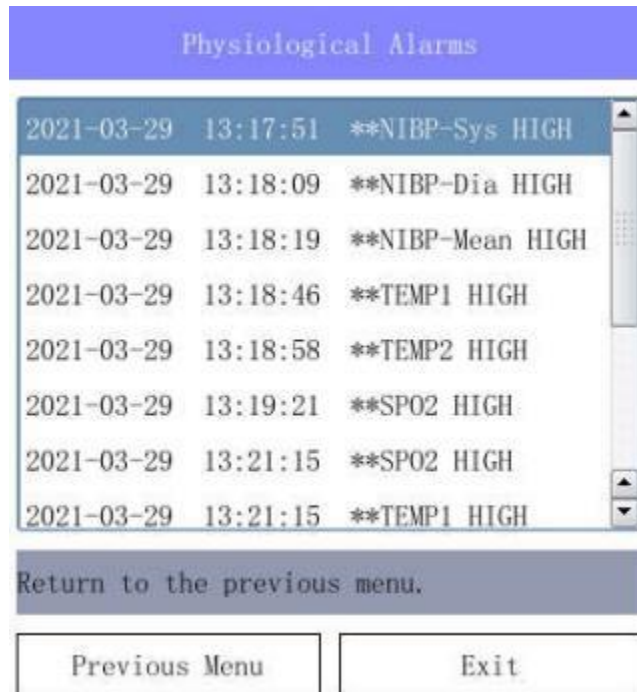 Physiological Alarms
2021-03-29 13:17:51 **NIBP-Sys HIGH
2021-03-29 13:18:09 **NIBP-Dia HIGH
2021-03-29 13:18:19 **NIBP-Mean HIGH
2021-03-29 13:18:46 **TEMP1 HIGH
2021-03-29 13:18:58 **TEMP2 HIGH
2021-03-29 13:19:21 **SPO2 HIGH
2021-03-29 13:21:15 **SPO2 HIGH
2021-03-29 13:21:15 **TEMP1 HIGH
Return to the previous menu.
Previous Menu Exit